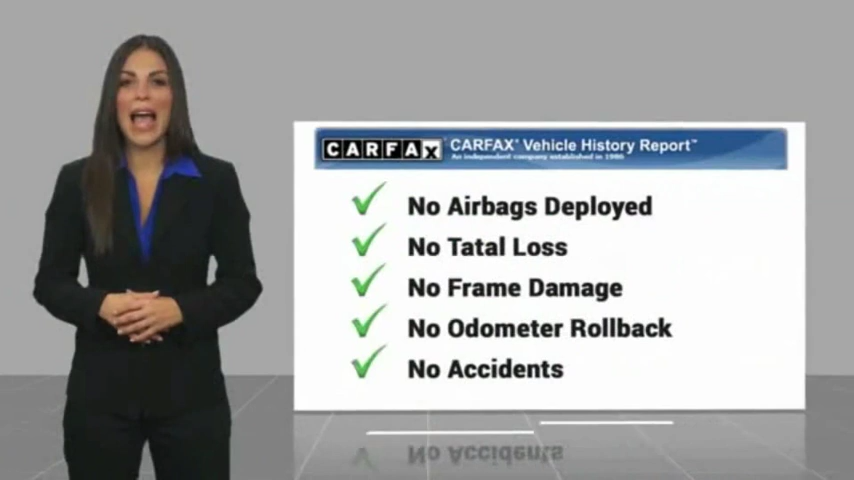 CARFAX CARFAX® Vehicle History Report™
An independent company established in 1986
No Airbags Deployed
No Tatal Loss
No Frame Damage
No Odometer Rollback
No Accidents
No Accidents